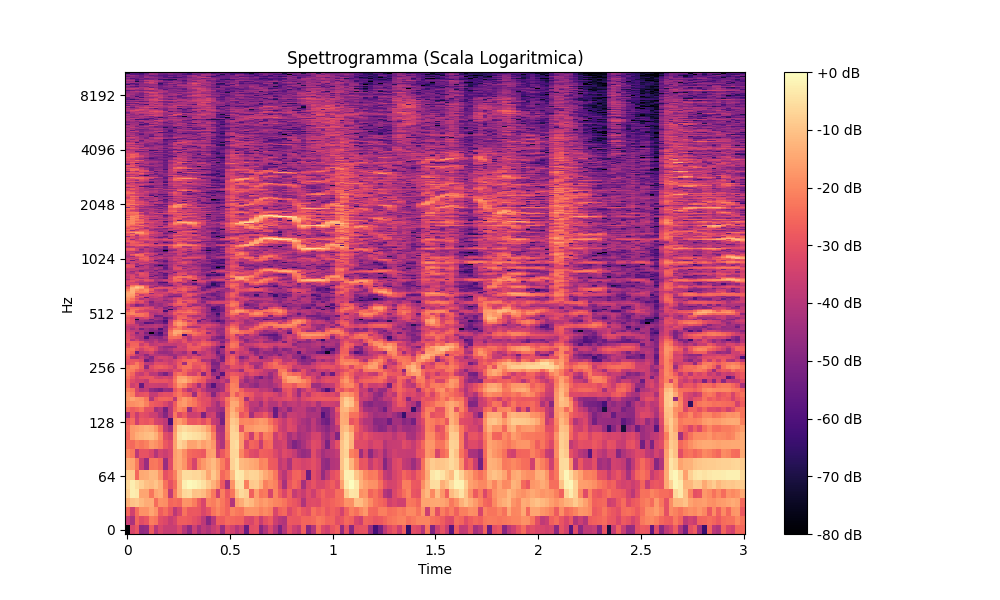 Spettrogramma (Scala Logaritmica)
8192
4096
2048
1024
512
256
128
64
0
Hz
0
0.5
1
1.5
2
2.5
3
Time
+0 dB
-10 dB
-20 dB
-30 dB
-40 dB
-50 dB
-60 dB
-70 dB
-80 dB